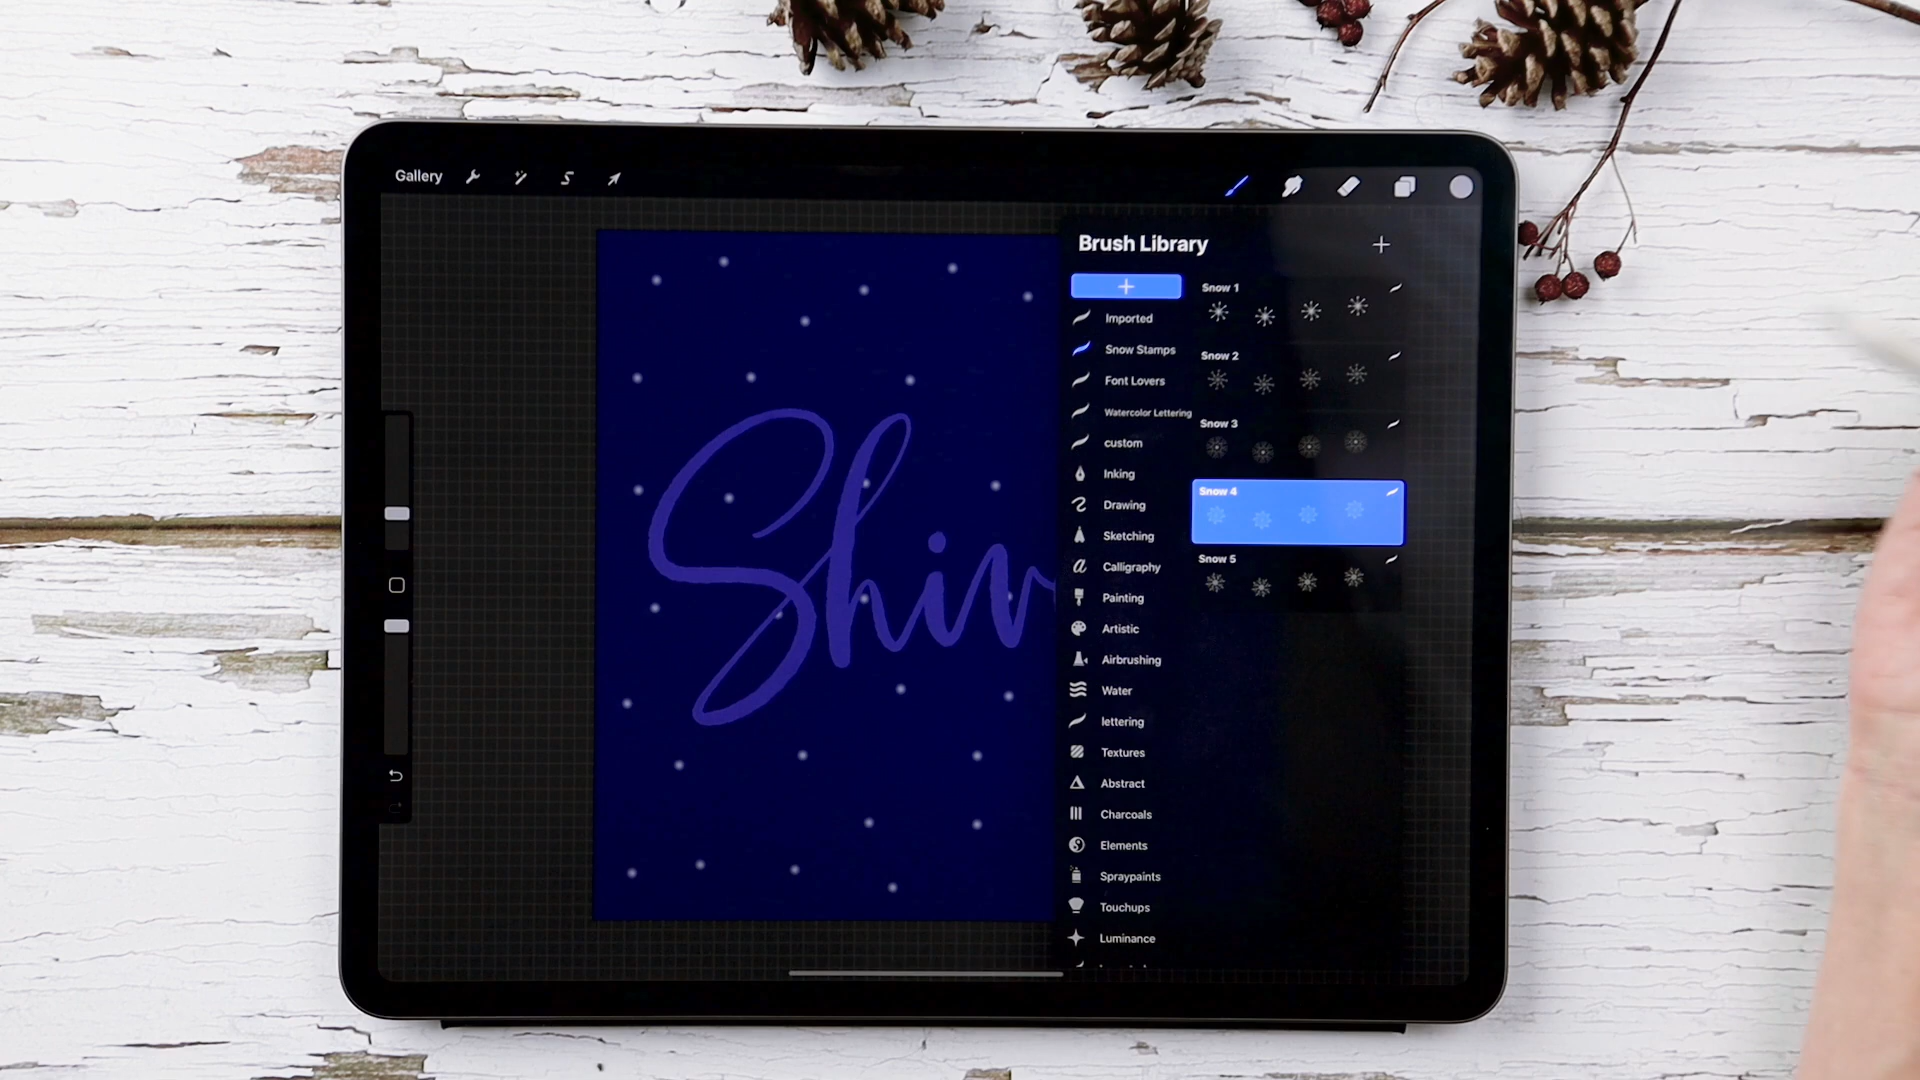 Gallery
Brush Library
Imported
Snow Stamps
Font Lovers
Watercolor Lettering
custom
Inking
Drawing
Sketching
Calligraphy
Painting
Artistic
Airbrushing
Water
lettering
Textures
Abstract
Charcoals
Elements
Spraypaints
Touchups
Luminance
Snow 1
Snow 2
Snow 3
Snow 4
Snow 5